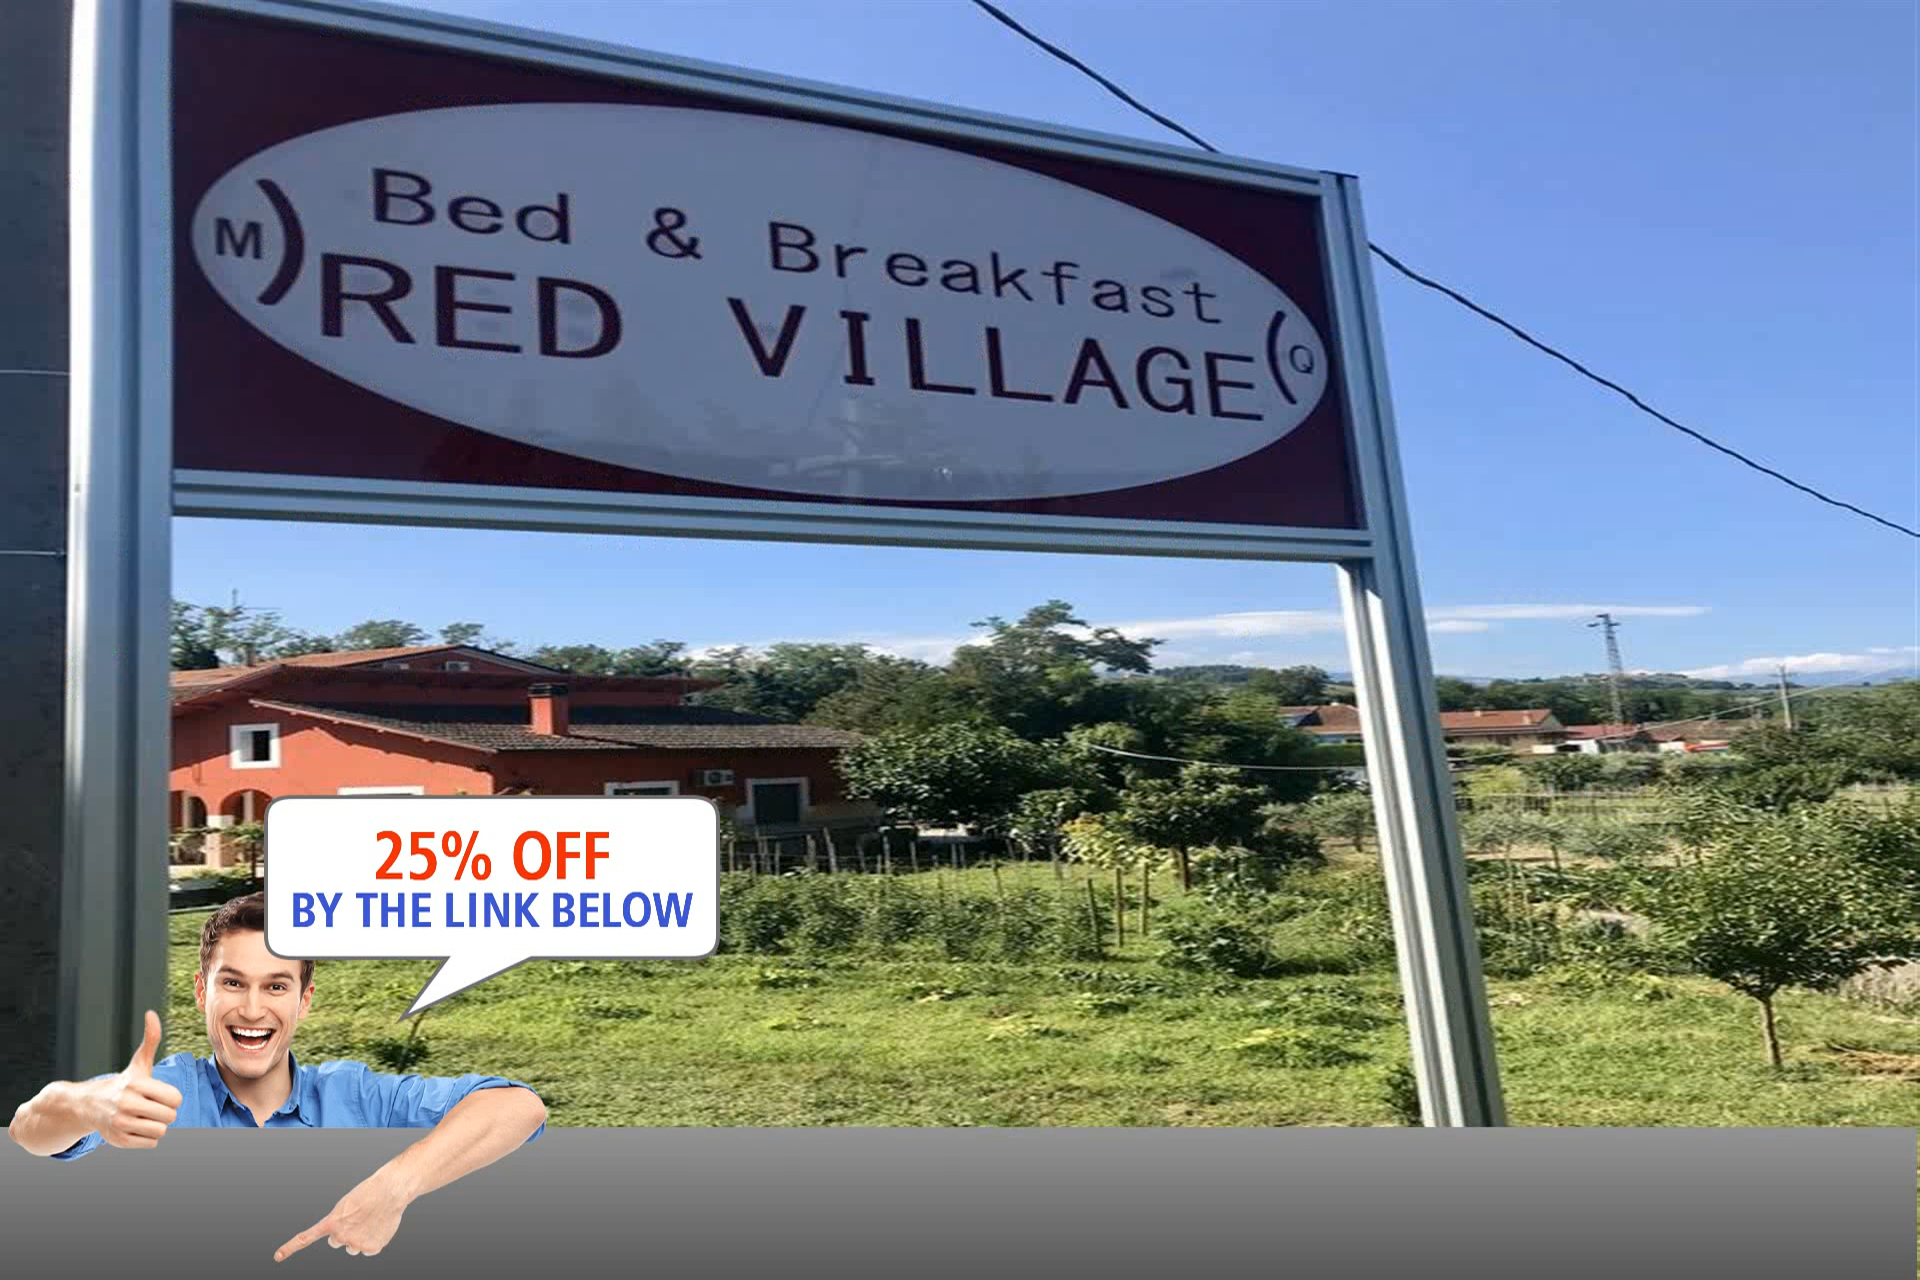 Bed & Breakfast
M) RED VILLAGE (Q
25% OFF
BY THE LINK BELOW